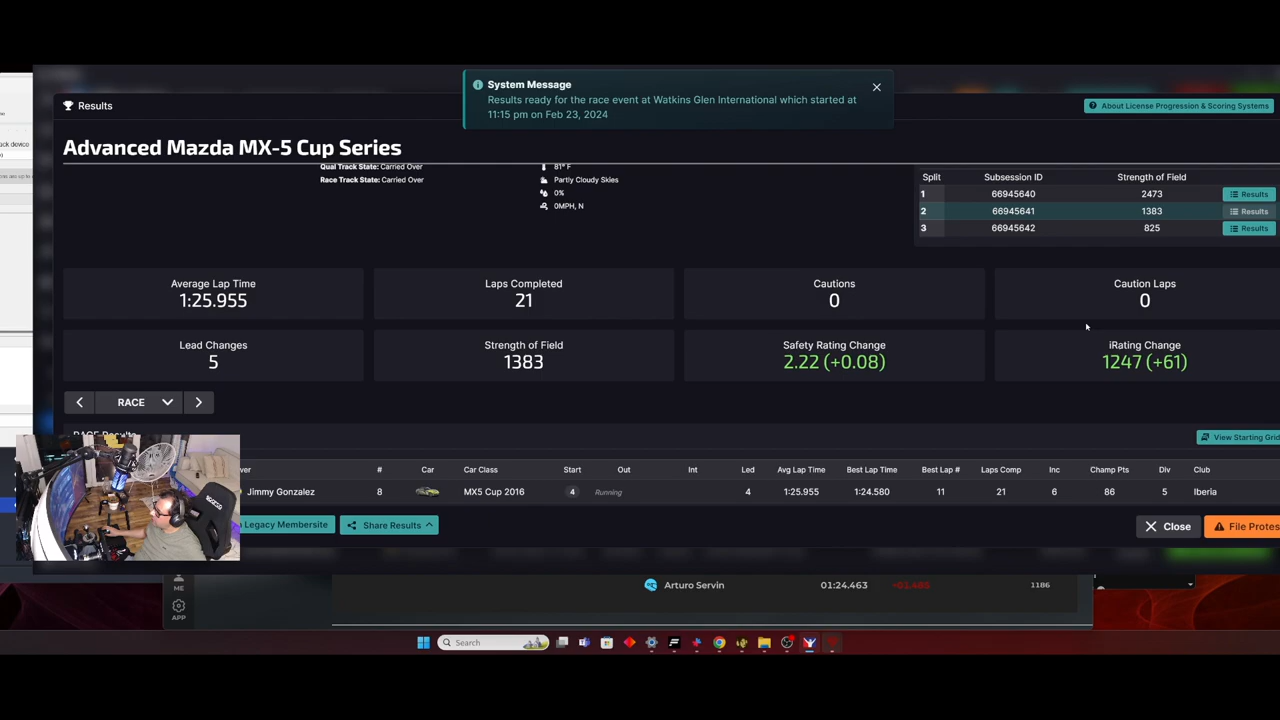 System Message
Results ready for the race event at Watkins Glen International which started at
11:15 pm on Feb 23, 2024
Results
About License Progression & Scoring Systems
Advanced Mazda MX-5 Cup Series
Qual Track State: Carried Over
Race Track State: Carried Over
81° F
Partly Cloudy Skies
0%
0MPH, N
Split Subsession ID Strength of Field
1 66945640 2473 Results
2 66945641 1383 Results
3 66945642 825 Results
Average Lap Time
1:25.955
Laps Completed
21
Cautions
0
Caution Laps
0
Lead Changes
5
Strength of Field
1383
Safety Rating Change
2.22 (+0.08)
iRating Change
1247 (+61)
RACE
RACE Results
View Starting Grid
# Car Car Class Start Out Int Led Avg Lap Time Best Lap Time Best Lap # Laps Comp Inc Champ Pts Div Club
Jimmy Gonzalez 8 MX5 Cup 2016 4 Running 4 1:25.955 1:24.580 11 21 6 86 5 Iberia
Legacy Membersite
Share Results
Close
File Protes
ME
APP
Arturo Servin 01:24.463 1186
Search